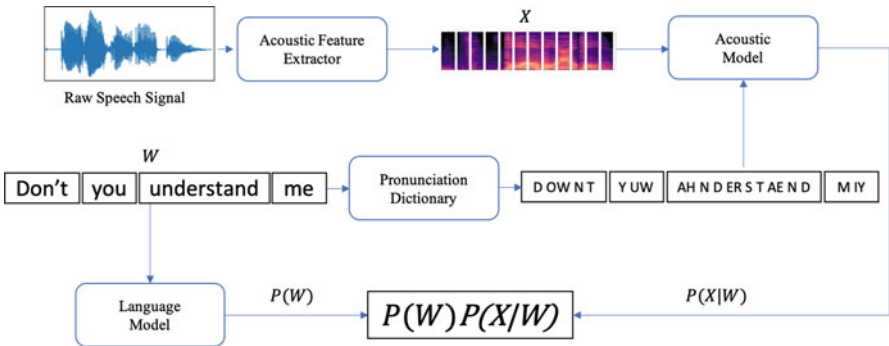 X
Acoustic Feature
Extractor
Acoustic
Model
Raw Speech Signal
W
Don't you understand me
Pronunciation
Dictionary
D OW N T Y UW AH N D ER S T AE N D M IY
Language
Model
P(W)
P(W)P(X/W)
P(X|W)